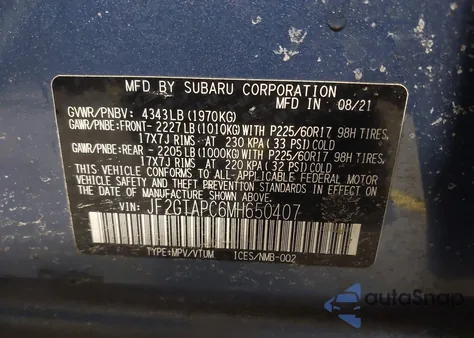 MFD BY SUBARU CORPORATION 08/21
GVWR/PNBV: 4343LB (1970KG)
GAWR/PNBE:FRONT- 2227LB (1010KG) WITH P225/60R17 98H TIRES,
17X7J RIMS AT 230 KPA (33 PSI) COLD
GAWR/PNBE:REAR - 2205LB (1000KG) WITH P225/60R17 98H TIRES,
17X7J RIMS AT 220 KPA (32 PSI) COLD
THIS VEHICLE CONFORMS TO ALL APPLICABLE FEDERAL MOTOR VEHICLE SAFETY, BUMPER, AND THEFT PREVENTION STANDARDS IN EFFECT ON THE
DATE OF MANUFACTURE SHOWN ABOVE.
VIN: JF2G1APC6MH650407
TYPE:MPV/VTUM ICES/NMB-002
autoSnap